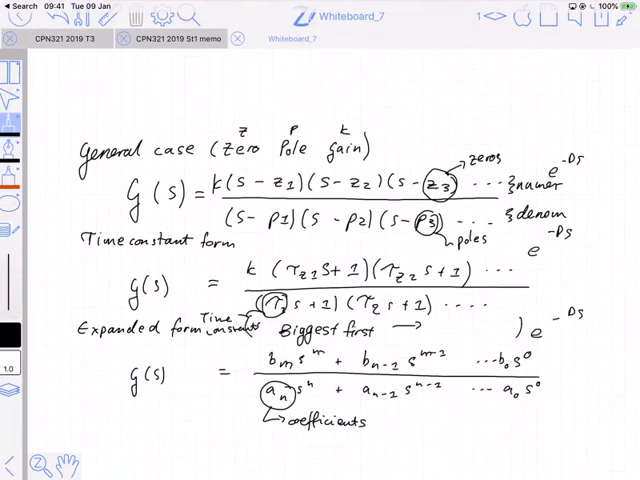 Search 09:41 Tue 09 Jan 100%
Whiteboard_7
CPN321 2019 T3 CPN321 2019 St1 memo Whiteboard_7
z p k
General case (Zero Pole gain)
zeros
G(s) = k(s - z1)(s - z2)(s - z3) ... }numer e^-Ds
(s - p1)(s - p2)(s - p3) ... }denom
poles
Time constant form
g(s) = k (τz1 s+1)(τz2 s+1) ... e^-Ds
(τ1 s+1)(τ2 s+1) ....
Time constants
Expanded form Biggest first → ) e^-Ds
g(s) = bm s^m + bn-1 s^m-1 ... b0 s^0
an s^n + an-1 s^n-1 ... a0 s^0
coefficients
1.0